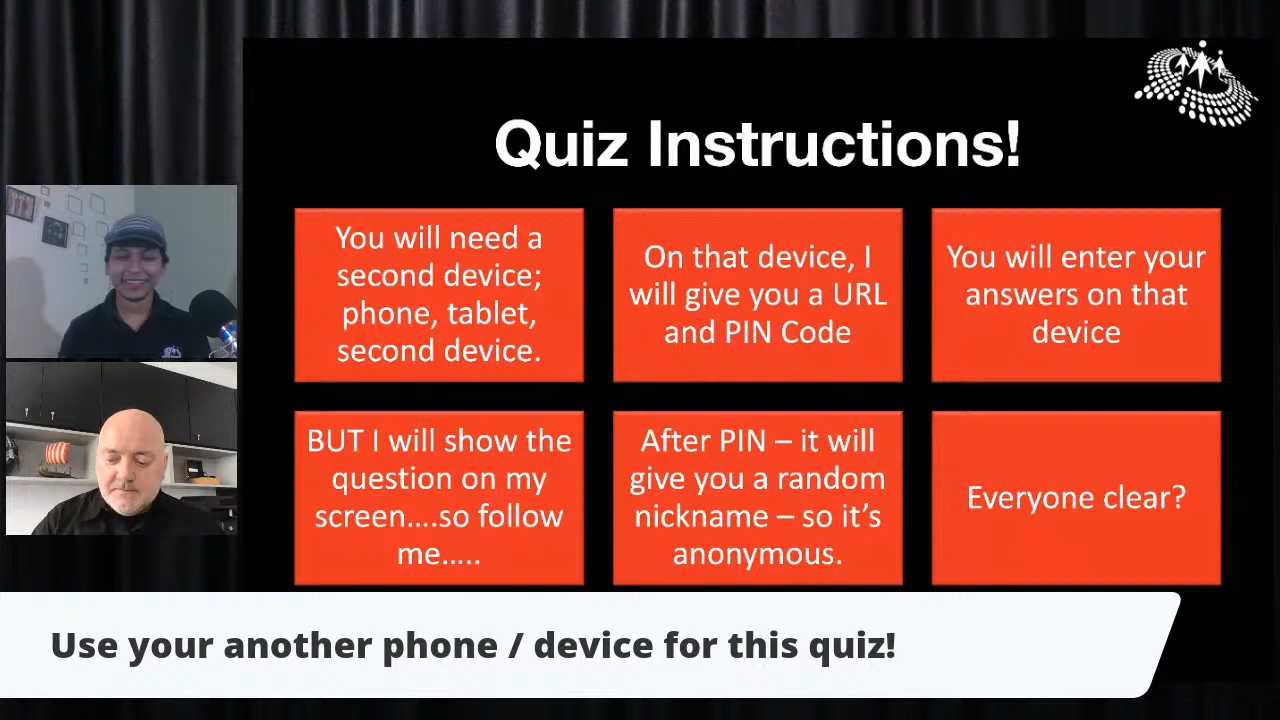 Quiz Instructions!
You will need a
second device;
phone, tablet,
second device.
On that device, I
will give you a URL
and PIN Code
You will enter your
answers on that
device
BUT I will show the
question on my
screen....so follow
me.....
After PIN – it will
give you a random
nickname – so it’s
anonymous.
Everyone clear?
Use your another phone / device for this quiz!